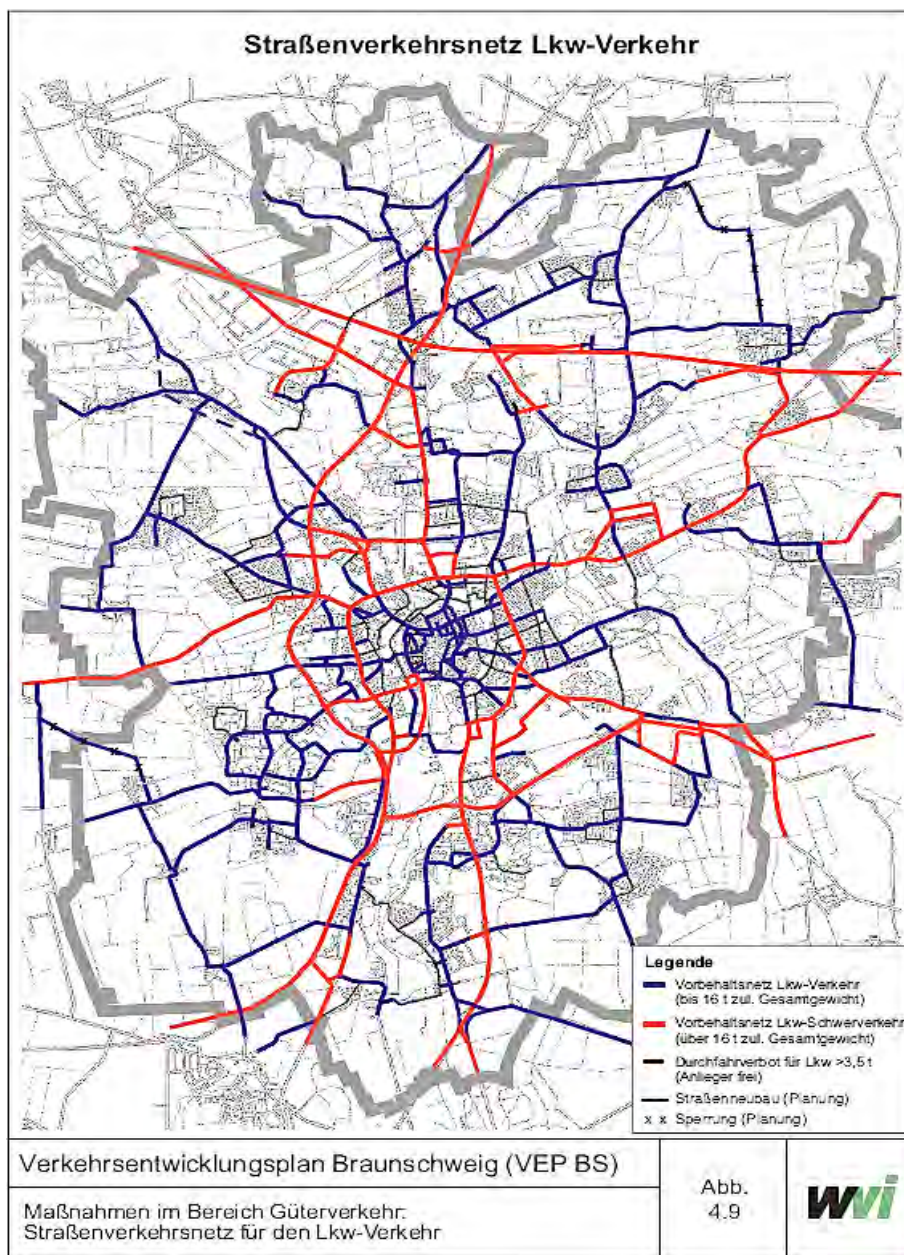 Straßenverkehrsnetz Lkw-Verkehr
Legende
Vorbehaltsnetz Lkw-Verkehr
(bis 16 t zul. Gesamtgewicht)
Vorbehaltsnetz Lkw-Schwerverkehr
(über 16 t zul. Gesamtgewicht)
Durchfahrverbot für Lkw >3,5 t
(Anlieger frei)
Straßenneubau (Planung)
x x Sperrung (Planung)
Verkehrsentwicklungsplan Braunschweig (VEP BS)
Maßnahmen im Bereich Güterverkehr:
Straßenverkehrsnetz für den Lkw-Verkehr
Abb.
4.9
wvi